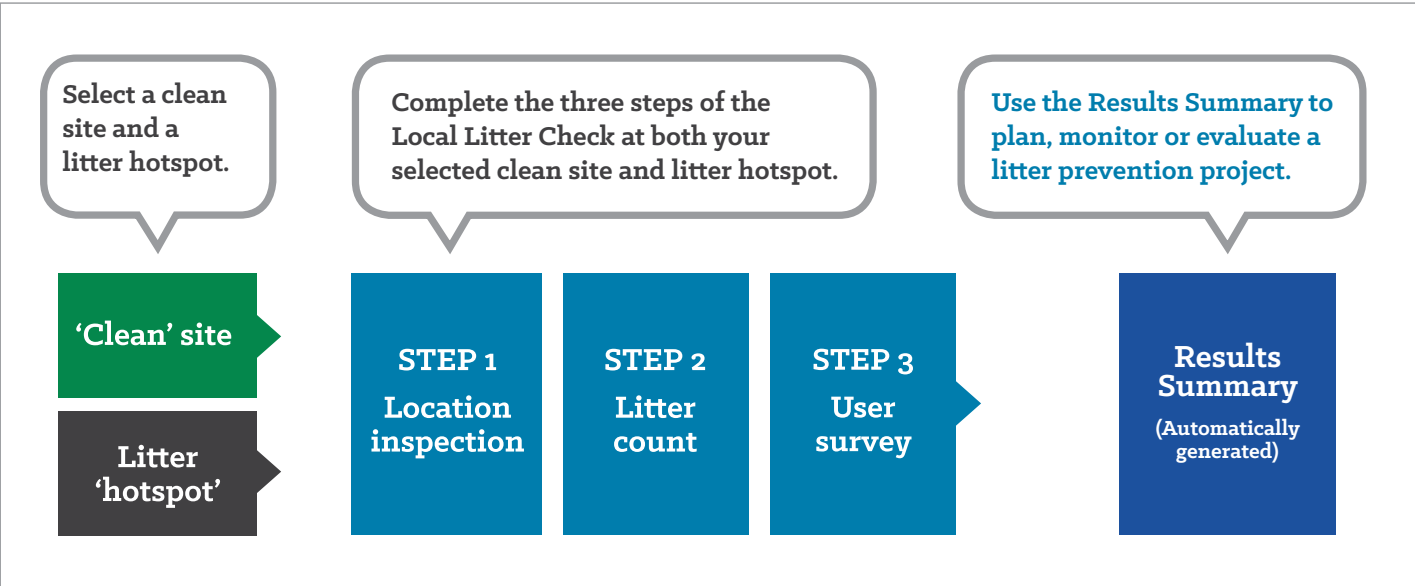 Select a clean
site and a
litter hotspot.
Complete the three steps of the
Local Litter Check at both your
selected clean site and litter hotspot.
Use the Results Summary to
plan, monitor or evaluate a
litter prevention project.
‘Clean’ site
Litter
‘hotspot’
STEP 1
Location
inspection
STEP 2
Litter
count
STEP 3
User
survey
Results
Summary
(Automatically
generated)